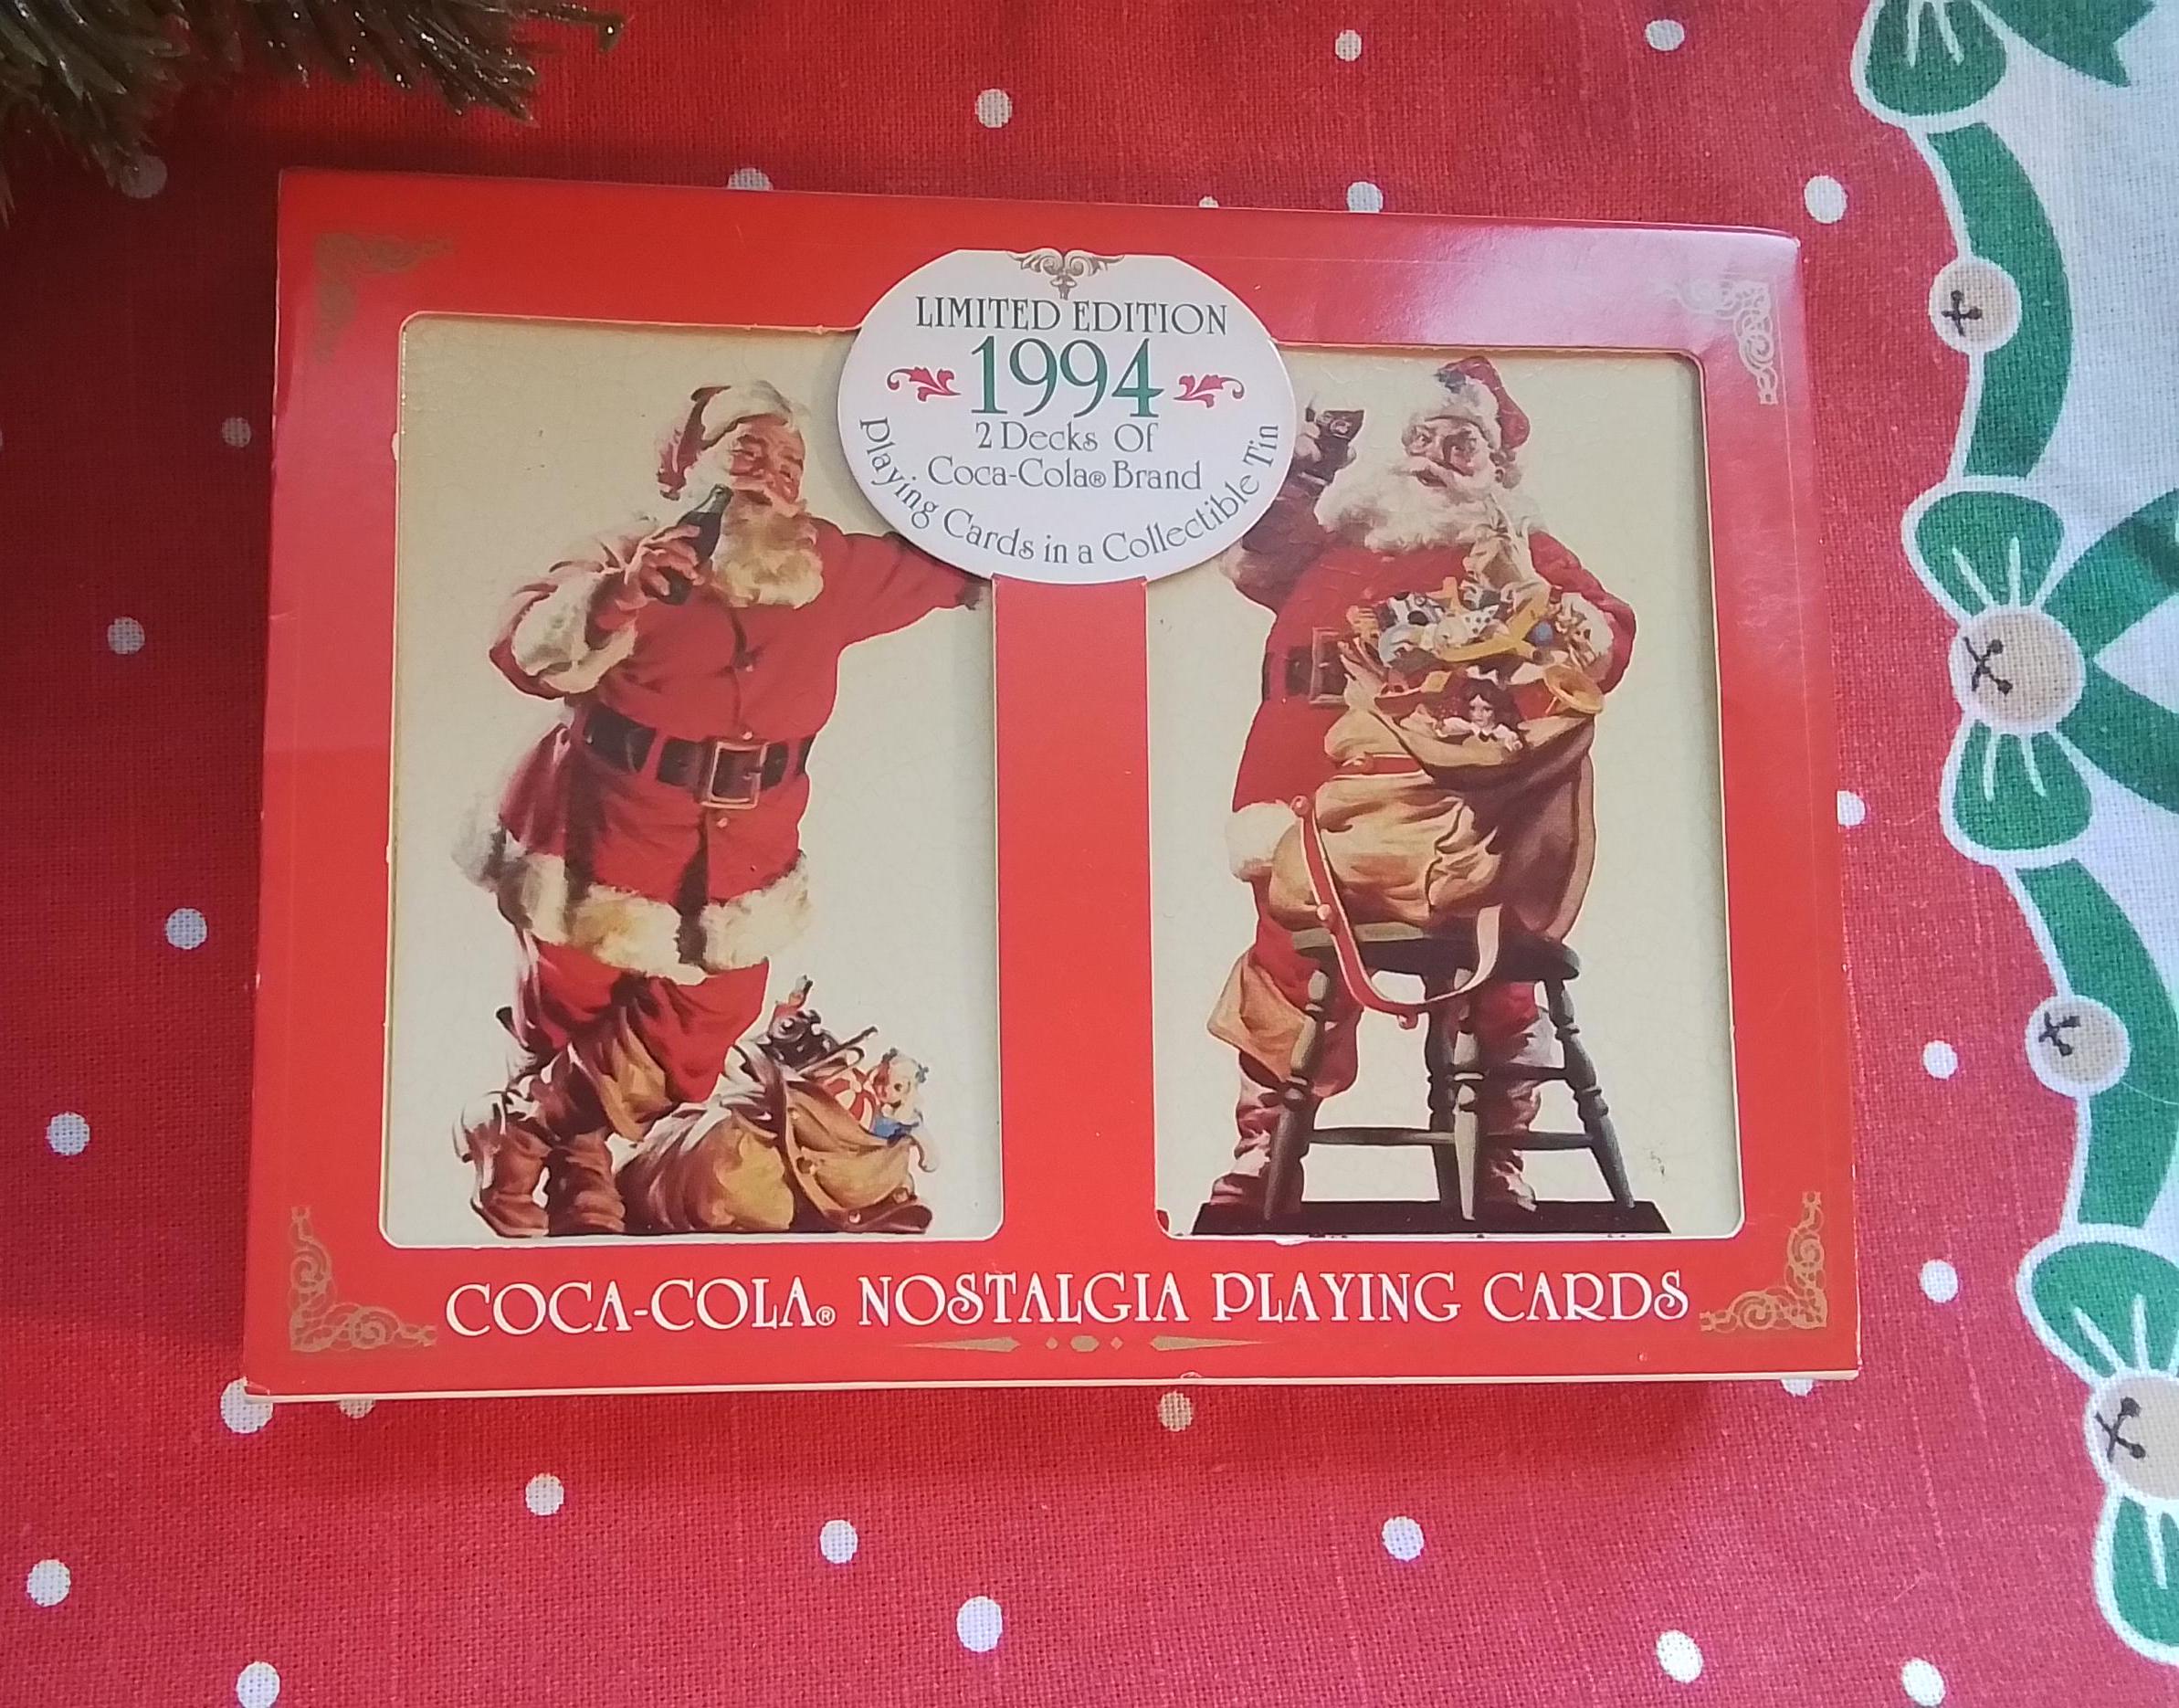 LIMITED EDITION
1994
2 Decks Of
Coca-Cola® Brand
Playing Cards in a Collectible Tin
COCA-COLA® NOSTALGIA PLAYING CARDS